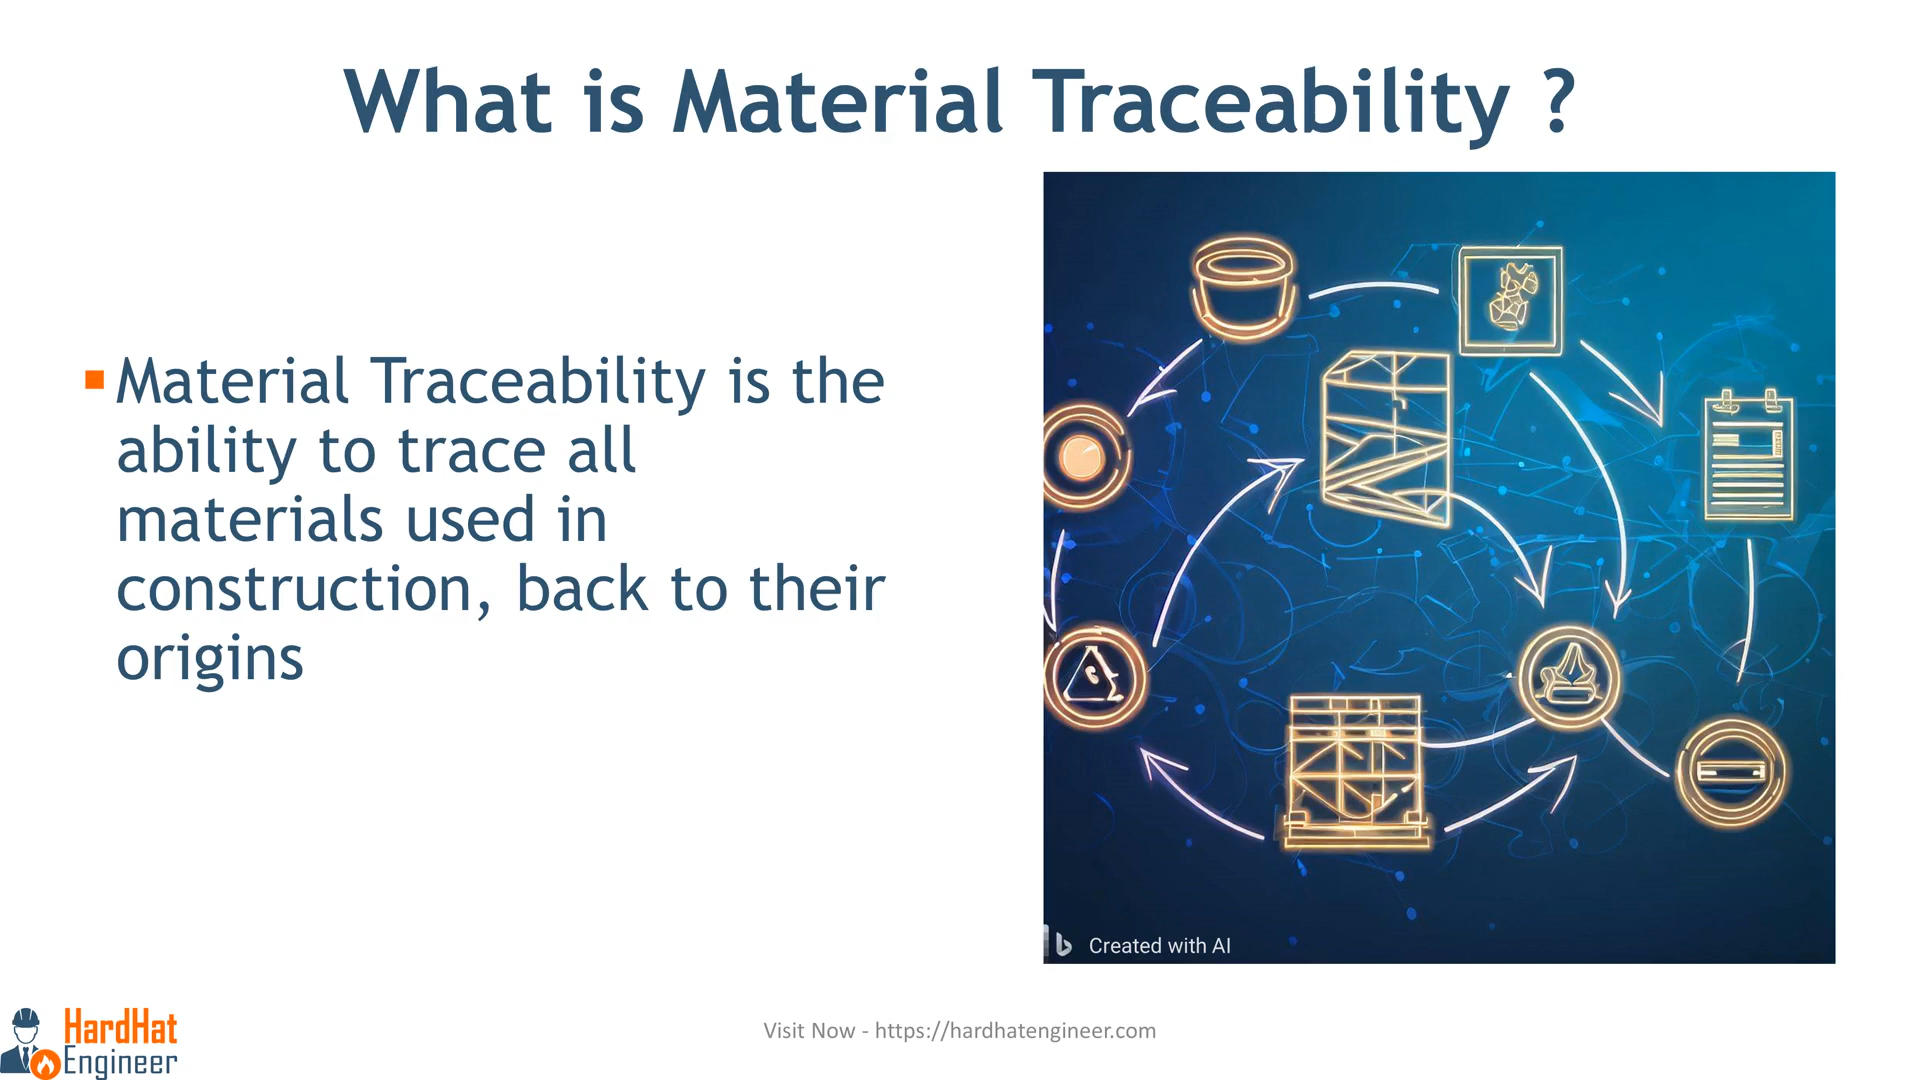 What is Material Traceability ?
Material Traceability is the
ability to trace all
materials used in
construction, back to their
origins
Created with AI
HardHat
Engineer
Visit Now - https://hardhatengineer.com